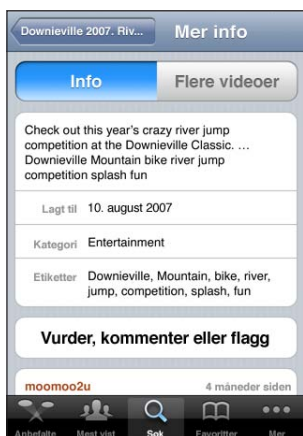 Downieville 2007. Riv... Mer info
Info Flere videoer
Check out this year's crazy river jump
competition at the Downieville Classic. ...
Downieville Mountain bike river jump
competition splash fun
Lagt til 10. august 2007
Kategori Entertainment
Etiketter Downieville, Mountain, bike, river,
jump, competition, splash, fun
Vurder, kommenter eller flagg
moomoo2u 4 måneder siden
Anbefalte Mest vist Søk Favoritter Mer